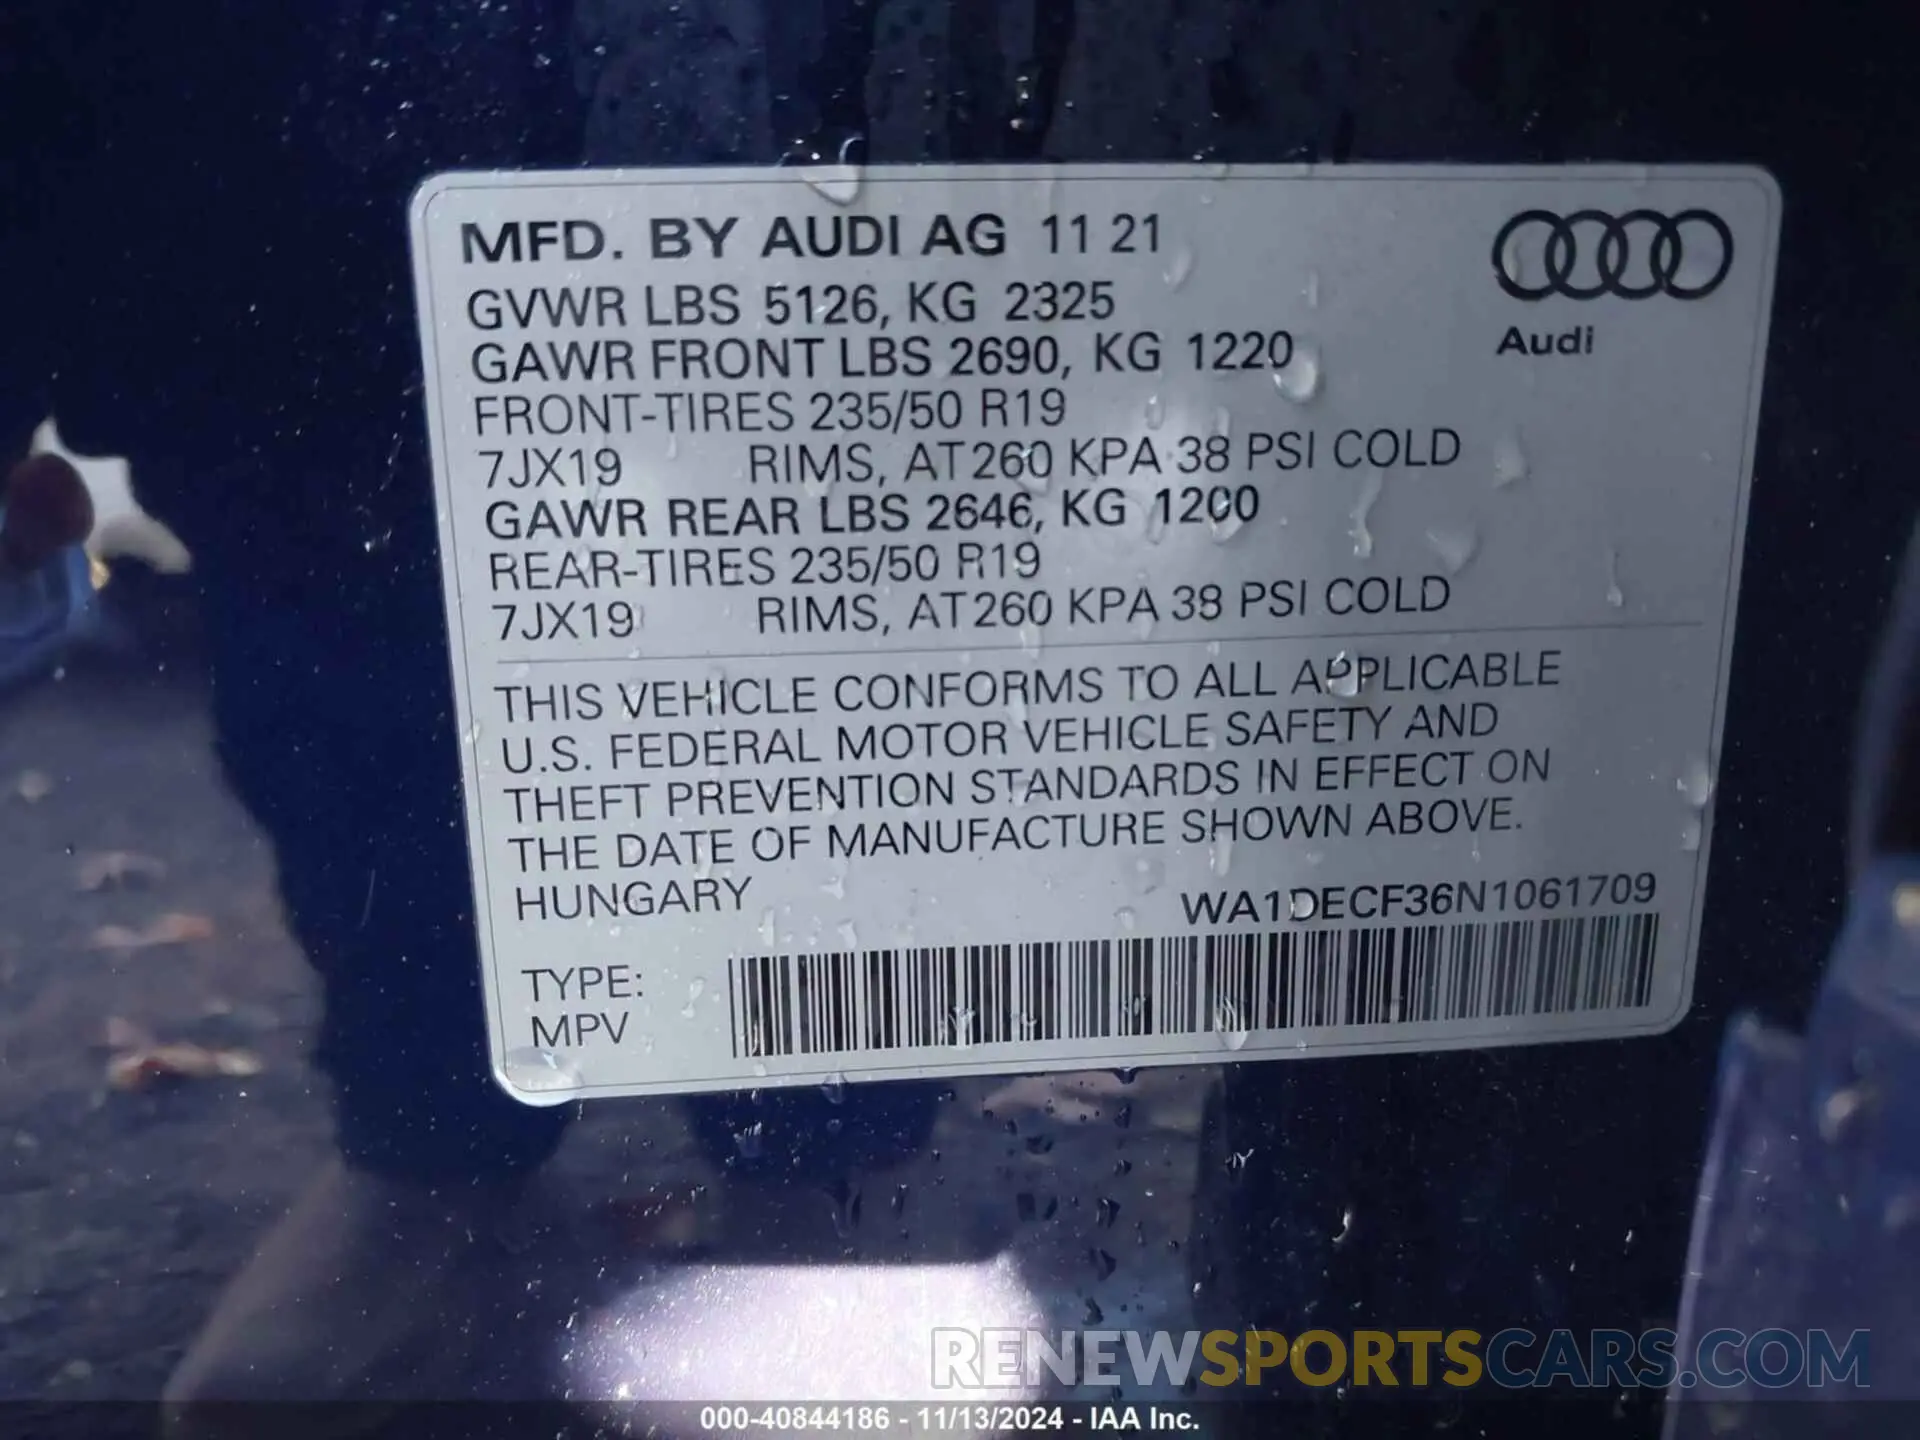 MFD. BY AUDI AG 11 21
GVWR LBS 5126, KG 2325
GAWR FRONT LBS 2690, KG 1220
FRONT-TIRES 235/50 R19
7JX19 RIMS, AT 260 KPA 38 PSI COLD
GAWR REAR LBS 2646, KG 1200
REAR-TIRES 235/50 R19
7JX19 RIMS, AT 260 KPA 38 PSI COLD
Audi
THIS VEHICLE CONFORMS TO ALL APPLICABLE
U.S. FEDERAL MOTOR VEHICLE SAFETY AND
THEFT PREVENTION STANDARDS IN EFFECT ON
THE DATE OF MANUFACTURE SHOWN ABOVE.
HUNGARY WA1DECF36N1061709
TYPE:
MPV
RENEWSPORTSCARS.COM
000-40844186 - 11/13/2024 - IAA Inc.